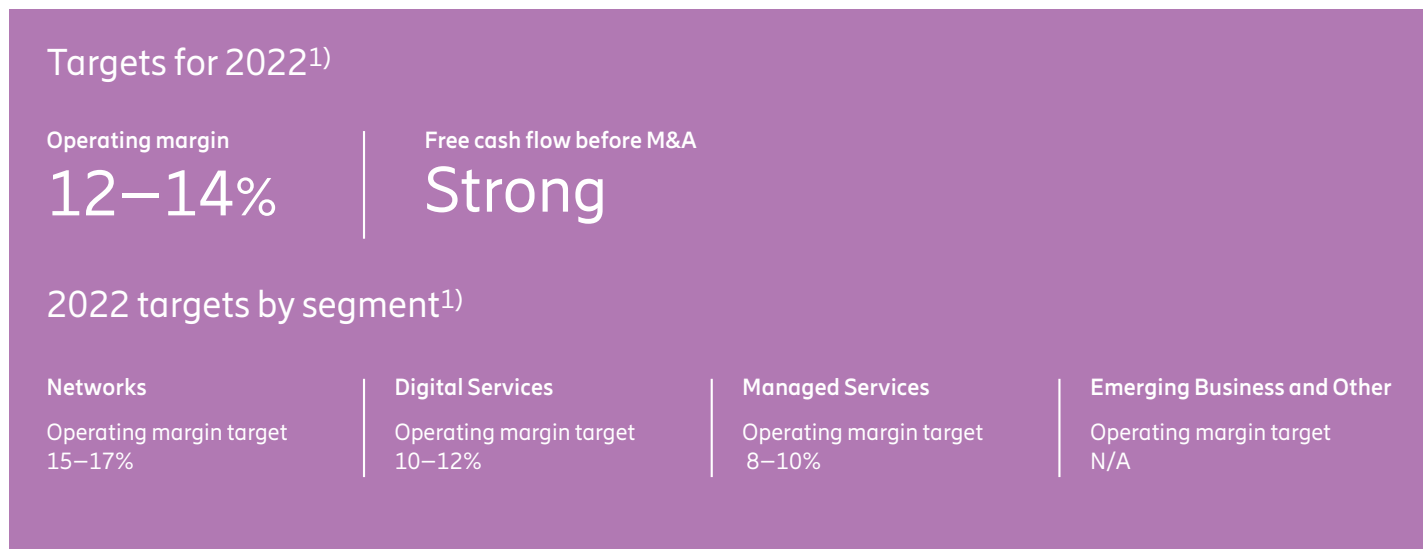 Targets for 2022¹⁾
Operating margin
12–14%
Free cash flow before M&A
Strong
2022 targets by segment¹⁾
Networks
Operating margin target
15–17%
Digital Services
Operating margin target
10–12%
Managed Services
Operating margin target
8–10%
Emerging Business and Other
Operating margin target
N/A